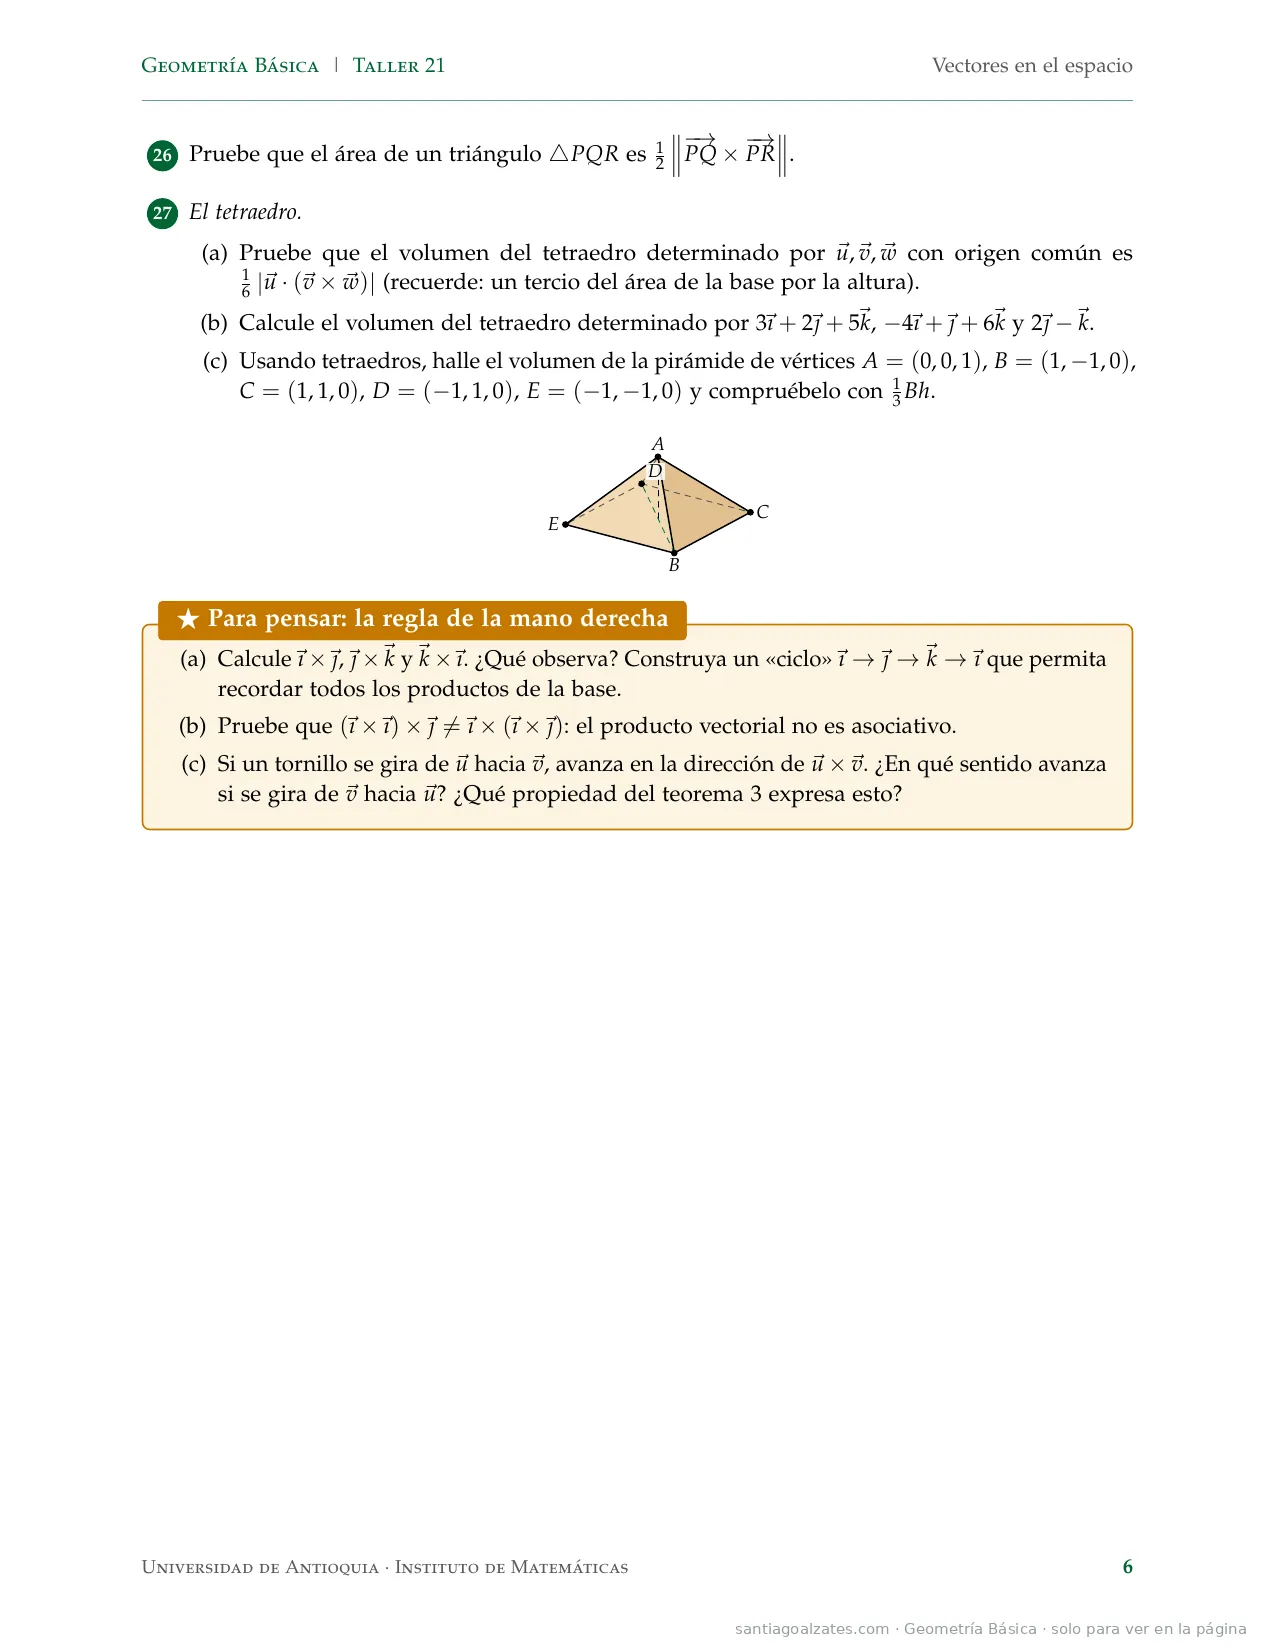 Geometría Básica | Taller 21 Vectores en el espacio
26 Pruebe que el área de un triángulo △PQR es 1/2 ‖PQ⃗ × PR⃗‖.
27 El tetraedro.
(a) Pruebe que el volumen del tetraedro determinado por u⃗, v⃗, w⃗ con origen común es
1/6 |u⃗ · (v⃗ × w⃗)| (recuerde: un tercio del área de la base por la altura).
(b) Calcule el volumen del tetraedro determinado por 3ı⃗ + 2ȷ⃗ + 5k⃗, −4ı⃗ + ȷ⃗ + 6k⃗ y 2ȷ⃗ − k⃗.
(c) Usando tetraedros, halle el volumen de la pirámide de vértices A = (0, 0, 1), B = (1, −1, 0),
C = (1, 1, 0), D = (−1, 1, 0), E = (−1, −1, 0) y compruébelo con 1/3 Bh.
A
D
E
C
B
★ Para pensar: la regla de la mano derecha
(a) Calcule ı⃗ × ȷ⃗, ȷ⃗ × k⃗ y k⃗ × ı⃗. ¿Qué observa? Construya un «ciclo» ı⃗ → ȷ⃗ → k⃗ → ı⃗ que permita
recordar todos los productos de la base.
(b) Pruebe que (ı⃗ × ı⃗) × ȷ⃗ ≠ ı⃗ × (ı⃗ × ȷ⃗): el producto vectorial no es asociativo.
(c) Si un tornillo se gira de u⃗ hacia v⃗, avanza en la dirección de u⃗ × v⃗. ¿En qué sentido avanza
si se gira de v⃗ hacia u⃗? ¿Qué propiedad del teorema 3 expresa esto?
Universidad de Antioquia · Instituto de Matemáticas 6
santiagoalzates.com · Geometría Básica · solo para ver en la página